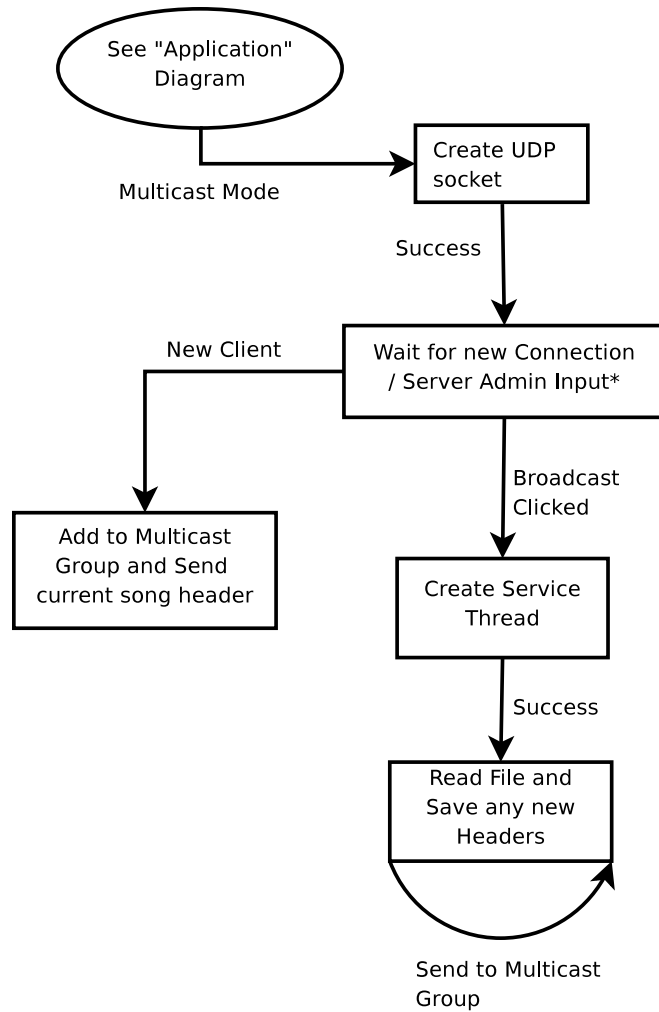 See "Application"
Diagram
Multicast Mode
Create UDP
socket
Success
Wait for new Connection
/ Server Admin Input*
New Client
Add to Multicast
Group and Send
current song header
Broadcast
Clicked
Create Service
Thread
Success
Read File and
Save any new
Headers
Send to Multicast
Group